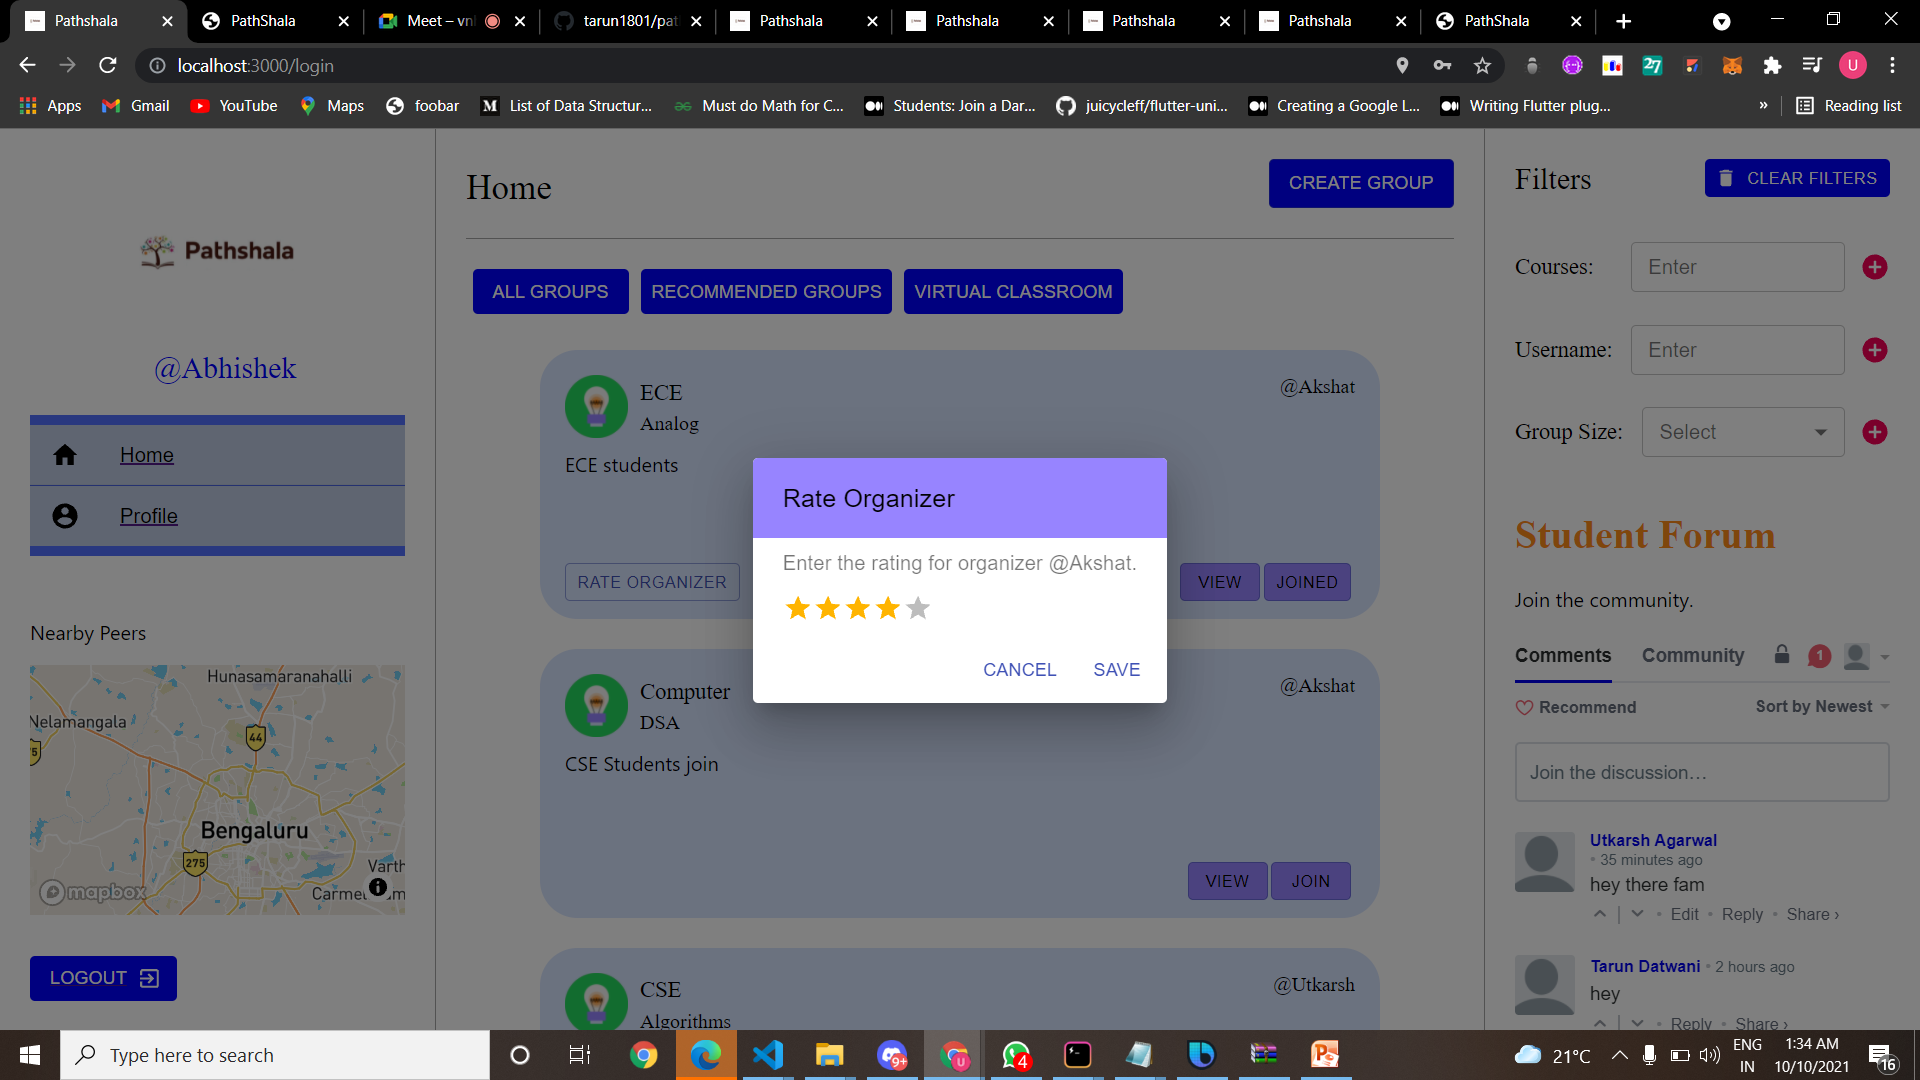 Pathshala
PathShala
Meet – vnl
tarun1801/pat
Pathshala
Pathshala
Pathshala
Pathshala
PathShala
localhost:3000/login
U
Apps
Gmail
YouTube
Maps
foobar
List of Data Structur...
Must do Math for C...
Students: Join a Dar...
juicycleff/flutter-uni...
Creating a Google L...
Writing Flutter plug...
»
Reading list
Pathshala
@Abhishek
Home
Profile
Nearby Peers
Hunasamaranahalli
Nelamangala
44
Bengaluru
275
Varth
Carmel
m
mapbox
LOGOUT
Home
CREATE GROUP
ALL GROUPS
RECOMMENDED GROUPS
VIRTUAL CLASSROOM
ECE
Analog
@Akshat
ECE students
RATE ORGANIZER
VIEW
JOINED
Rate Organizer
Enter the rating for organizer @Akshat.
CANCEL
SAVE
Computer
DSA
@Akshat
CSE Students join
VIEW
JOIN
CSE
Algorithms
@Utkarsh
Filters
CLEAR FILTERS
Courses:
Enter
Username:
Enter
Group Size:
Select
Student Forum
Join the community.
Comments
Community
1
Recommend
Sort by Newest
Join the discussion…
Utkarsh Agarwal
• 35 minutes ago
hey there fam
• Edit • Reply • Share ›
Tarun Datwani • 2 hours ago
hey
• Reply • Share ›
Type here to search
9+
4
21°C
ENG
IN
1:34 AM
10/10/2021
16